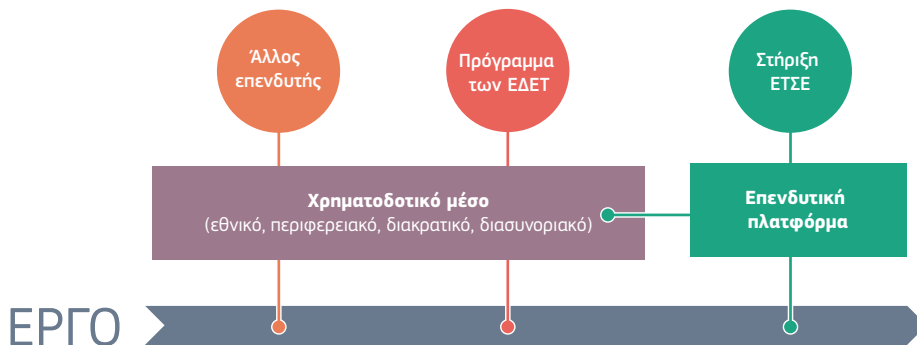 Άλλος
επενδυτής
Πρόγραμμα
των ΕΔΕΤ
Στήριξη
ΕΤΣΕ
Χρηματοδοτικό μέσο
(εθνικό, περιφερειακό, διακρατικό, διασυνοριακό)
Επενδυτική
πλατφόρμα
ΕΡΓΟ